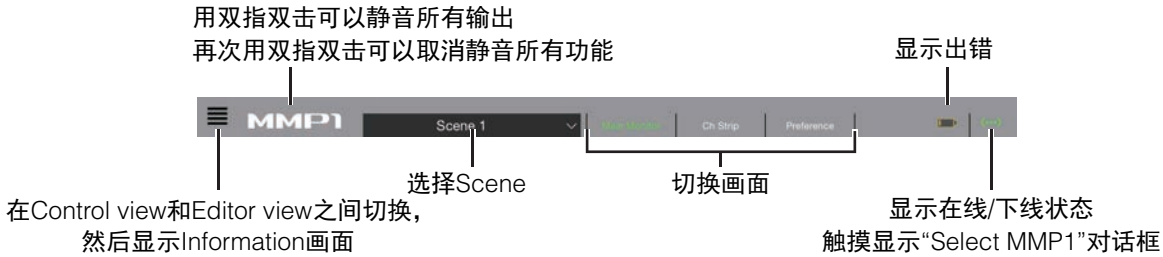 用双指双击可以静音所有输出
再次用双指双击可以取消静音所有功能
显示出错
MMP1 Scene 1 Main Monitor Ch Strip Preference
选择Scene
切换画面
在Control view和Editor view之间切换,
然后显示Information画面
显示在线/下线状态
触摸显示“Select MMP1”对话框